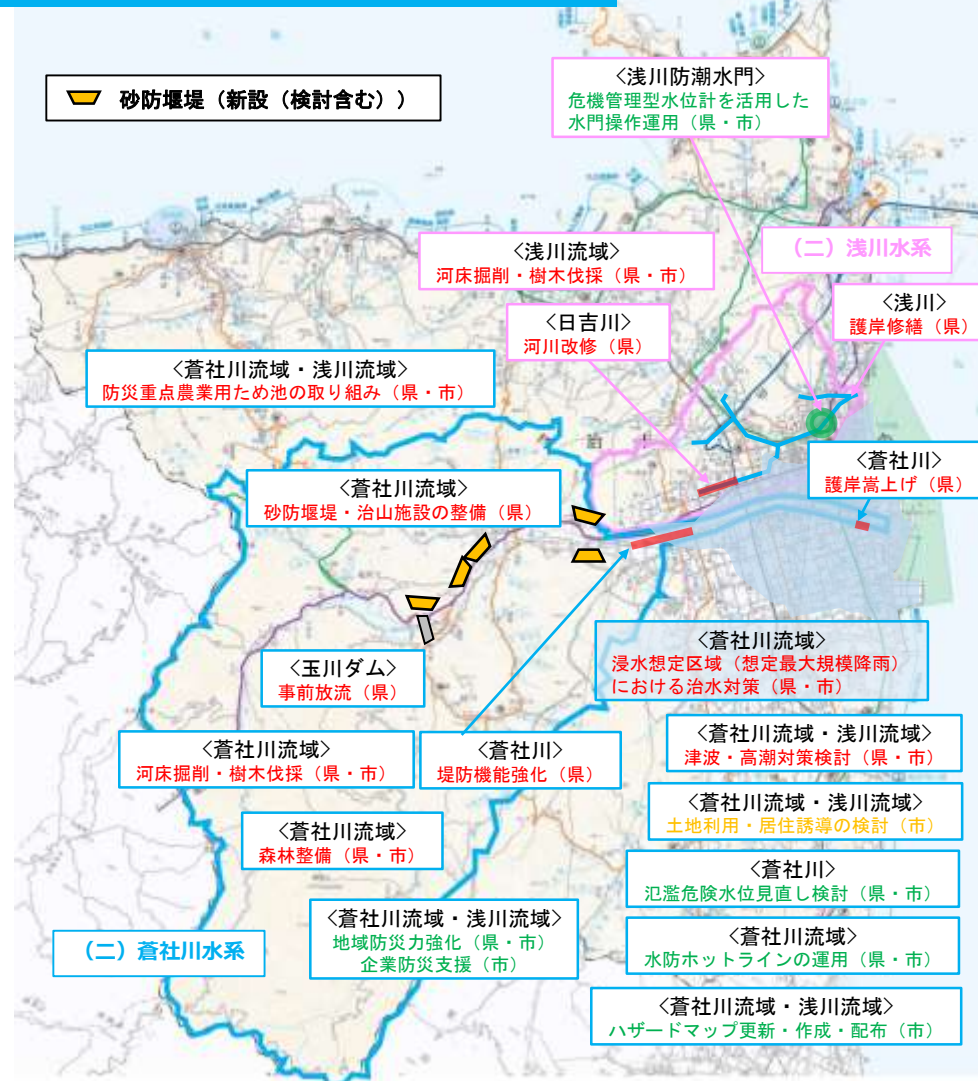 砂防堰堤（新設（検討含む））
<浅川防潮水門>
危機管理型水位計を活用した
水門操作運用（県・市）
<浅川流域>
河床掘削・樹木伐採（県・市）
（二）浅川水系
<浅川>
護岸修繕（県）
<日吉川>
河川改修（県）
<蒼社川流域・浅川流域>
防災重点農業用ため池の取り組み（県・市）
<蒼社川>
護岸嵩上げ（県）
<蒼社川流域>
砂防堰堤・治山施設の整備（県）
<蒼社川流域>
浸水想定区域（想定最大規模降雨）
における治水対策（県・市）
<玉川ダム>
事前放流（県）
<蒼社川流域>
河床掘削・樹木伐採（県・市）
<蒼社川>
堤防機能強化（県）
<蒼社川流域・浅川流域>
津波・高潮対策検討（県・市）
<蒼社川流域・浅川流域>
土地利用・居住誘導の検討（市）
<蒼社川流域>
森林整備（県・市）
<蒼社川>
氾濫危険水位見直し検討（県・市）
<蒼社川流域・浅川流域>
地域防災力強化（県・市）
企業防災支援（市）
<蒼社川流域>
水防ホットラインの運用（県・市）
（二）蒼社川水系
<蒼社川流域・浅川流域>
ハザードマップ更新・作成・配布（市）